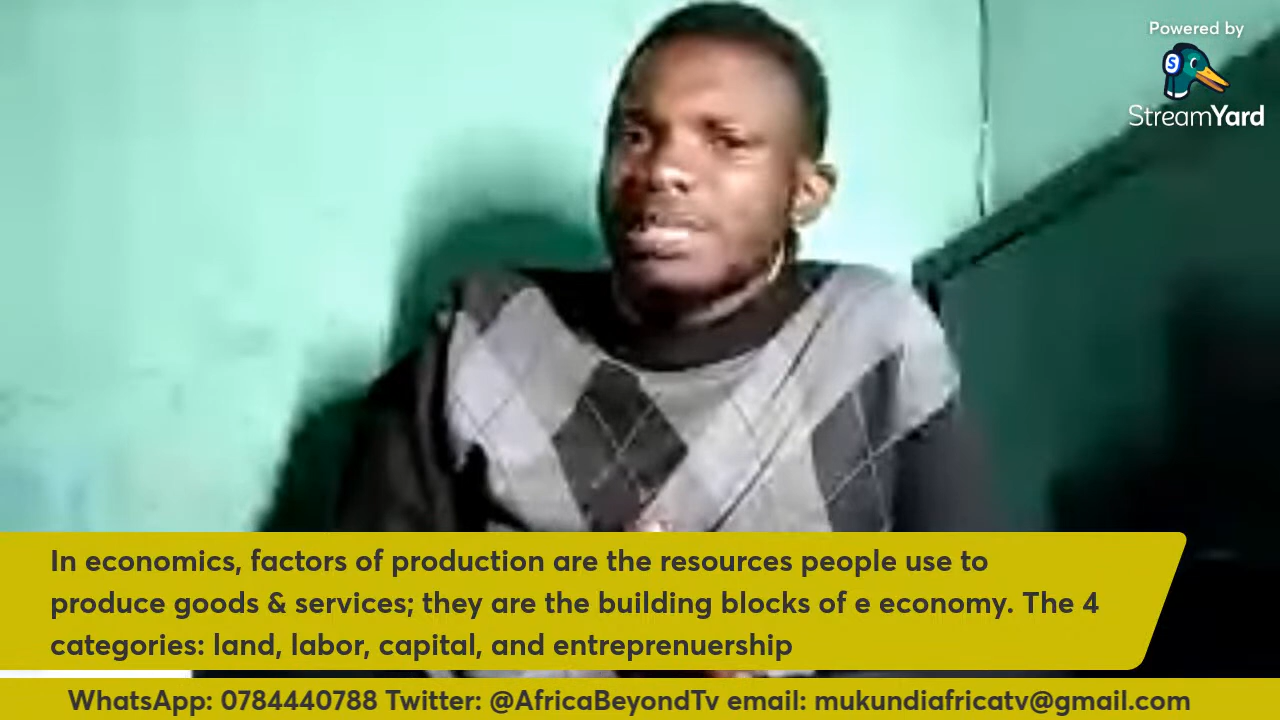 Powered by
S
StreamYard
In economics, factors of production are the resources people use to
produce goods & services; they are the building blocks of e economy. The 4
categories: land, labor, capital, and entreprenuership
WhatsApp: 0784440788 Twitter: @AfricaBeyondTv email: mukundiafricatv@gmail.com